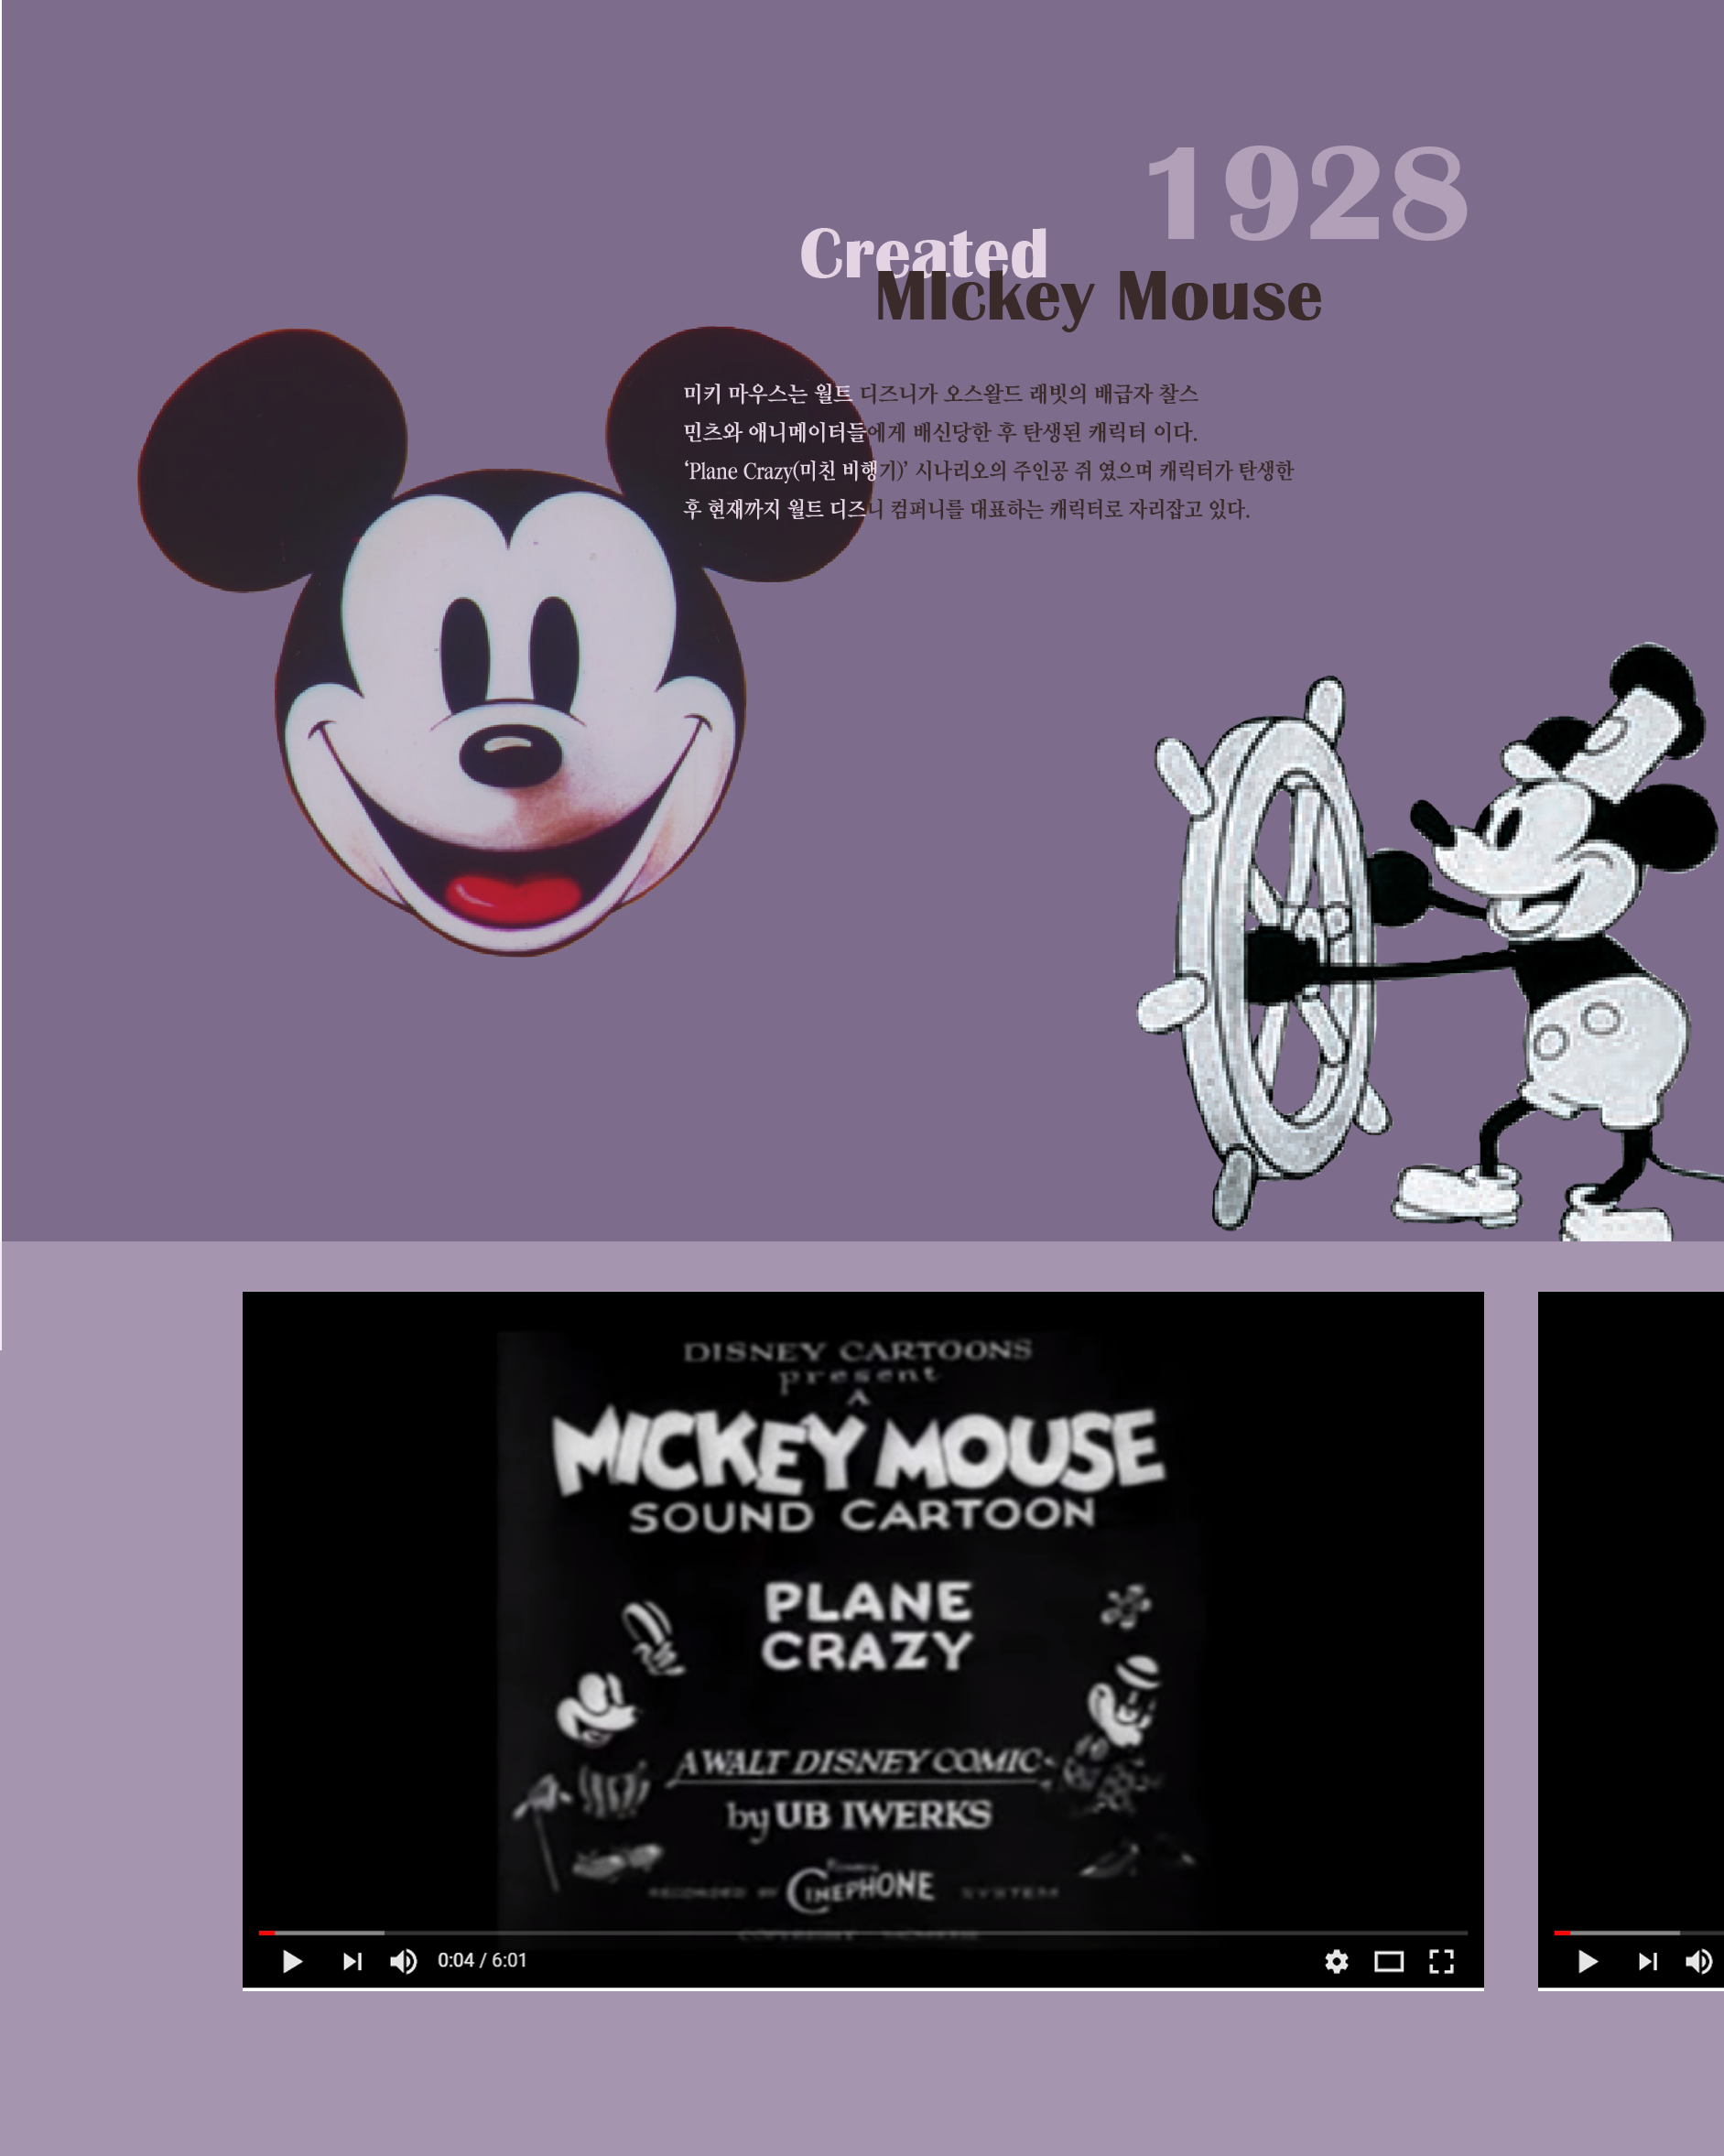 1928
Created
MIckey Mouse
미키 마우스는 월트 디즈니가 오스왈드 래빗의 배급자 찰스
민츠와 애니메이터들에게 배신당한 후 탄생된 캐릭터 이다.
‘Plane Crazy(미친 비행기)’ 시나리오의 주인공 쥐 였으며 캐릭터가 탄생한
후 현재까지 월트 디즈니 컴퍼니를 대표하는 캐릭터로 자리잡고 있다.
DISNEY CARTOONS
present
A
MICKEY MOUSE
SOUND CARTOON
PLANE
CRAZY
A WALT DISNEY COMIC
by UB IWERKS
RECORDED BY CINEPHONE SYSTEM
0:04 / 6:01